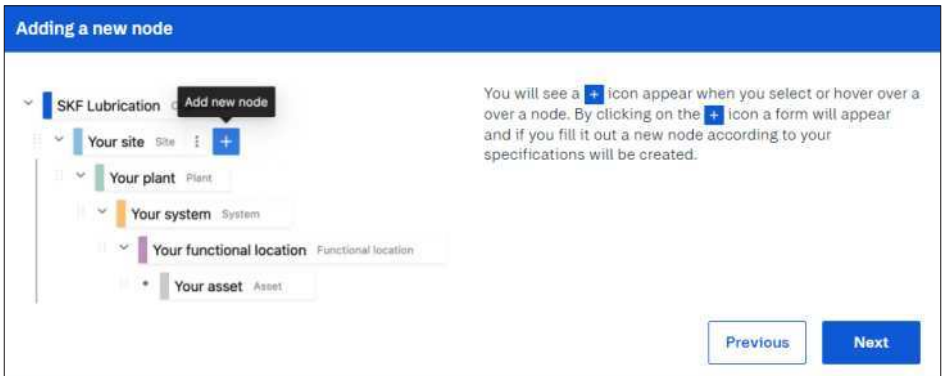 Adding a new node
Add new node
SKF Lubrication
Your site Site
Your plant Plant
Your system System
Your functional location Functional location
Your asset Asset
You will see a + icon appear when you select or hover over a
over a node. By clicking on the + icon a form will appear
and if you fill it out a new node according to your
specifications will be created.
Previous
Next